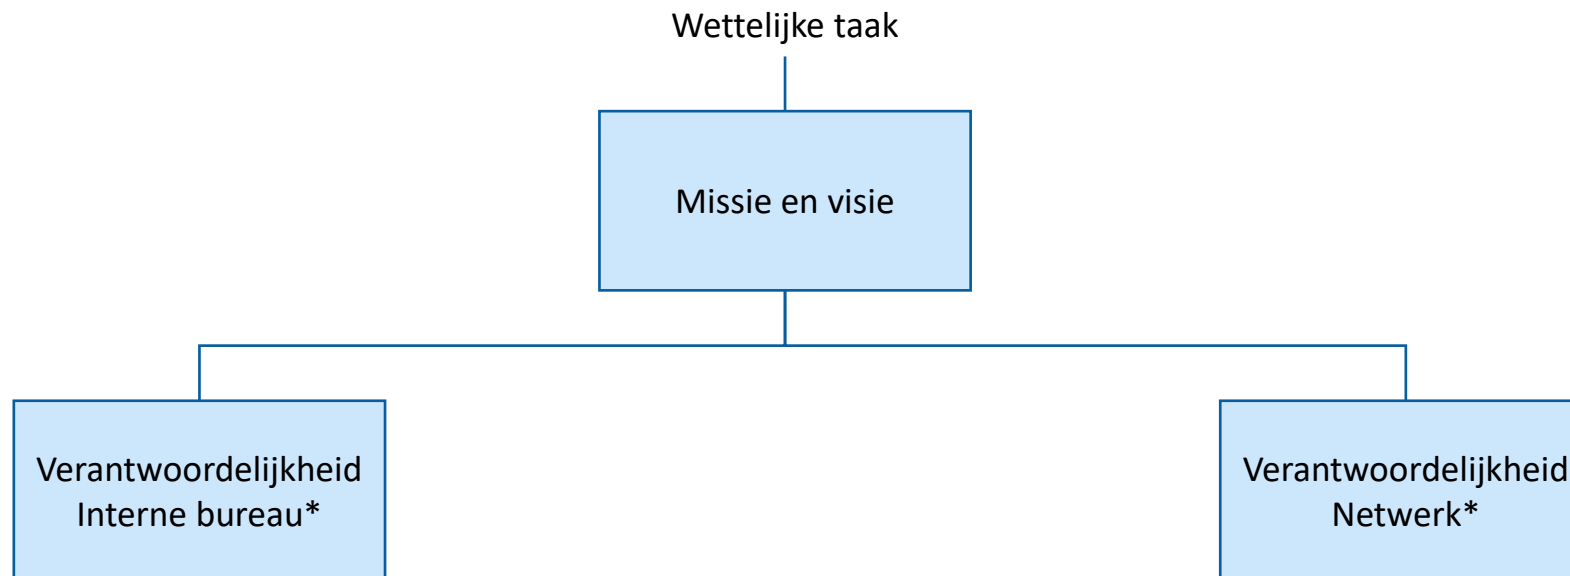 Wettelijke taak
Missie en visie
Verantwoordelijkheid
Interne bureau*
Verantwoordelijkheid
Netwerk*